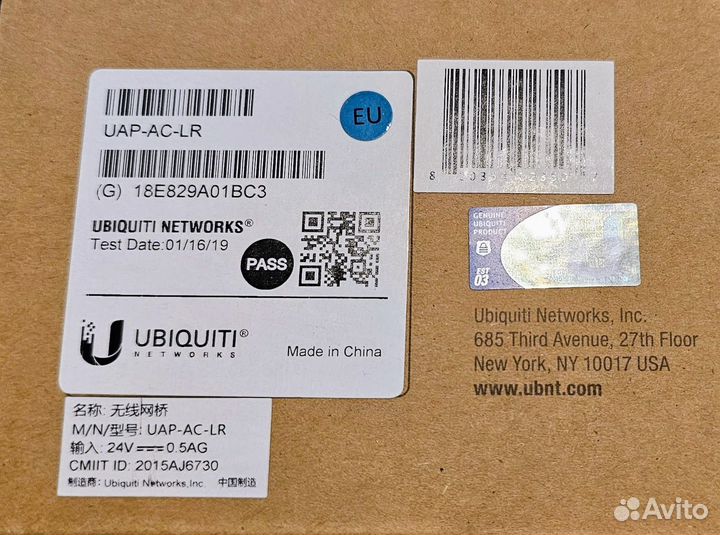 UAP-AC-LR
EU
(G) 18E829A01BC3
UBIQUITI NETWORKS®
Test Date:01/16/19
PASS
UBIQUITI®
NETWORKS
Made in China
GENUINE
UBIQUITI
PRODUCT
EST
03
Ubiquiti Networks, Inc.
685 Third Avenue, 27th Floor
New York, NY 10017 USA
www.ubnt.com
名称: 无线网桥
M/N/型号: UAP-AC-LR
输入: 24V⎓0.5AG
CMIIT ID: 2015AJ6730
制造商: Ubiquiti Networks,Inc. 中国制造
Avito